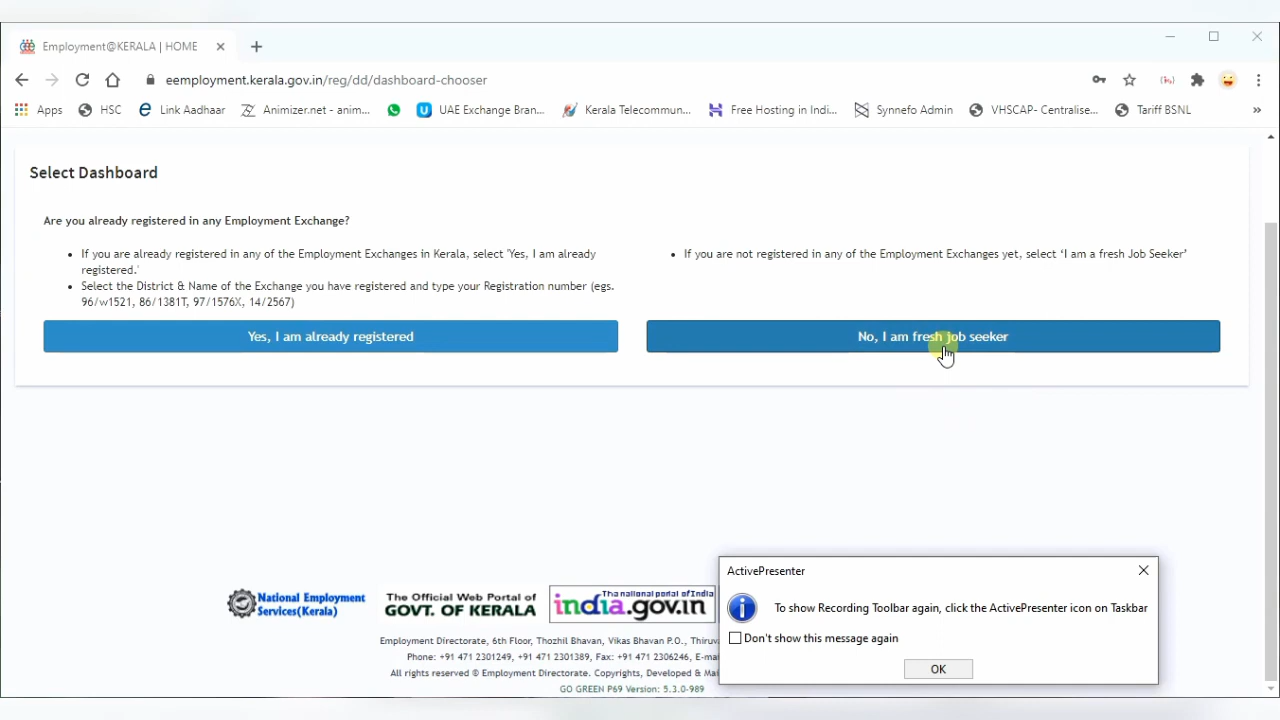 Employment@KERALA | HOME
eemployment.kerala.gov.in/reg/dd/dashboard-chooser
Apps HSC Link Aadhaar Animizer.net - anim... UAE Exchange Bran... Kerala Telecommun... Free Hosting in Indi... Synnefo Admin VHSCAP- Centralise... Tariff BSNL »
Select Dashboard
Are you already registered in any Employment Exchange?
• If you are already registered in any of the Employment Exchanges in Kerala, select 'Yes, I am already
registered.'
• Select the District & Name of the Exchange you have registered and type your Registration number (egs.
96/w1521, 86/1381T, 97/1576X, 14/2567)
Yes, I am already registered
• If you are not registered in any of the Employment Exchanges yet, select ‘I am a fresh Job Seeker’
No, I am fresh job seeker
National Employment
Services(Kerala)
The Official Web Portal of
GOVT. OF KERALA
The national portal of India
india.gov.in
Employment Directorate, 6th Floor, Thozhil Bhavan, Vikas Bhavan P.O., Thiruv
Phone: +91 471 2301249, +91 471 2301389, Fax: +91 471 2306246, E-ma
All rights reserved © Employment Directorate. Copyrights, Developed & Mai
GO GREEN P69 Version: 5.3.0-989
ActivePresenter
To show Recording Toolbar again, click the ActivePresenter icon on Taskbar
Don't show this message again
OK